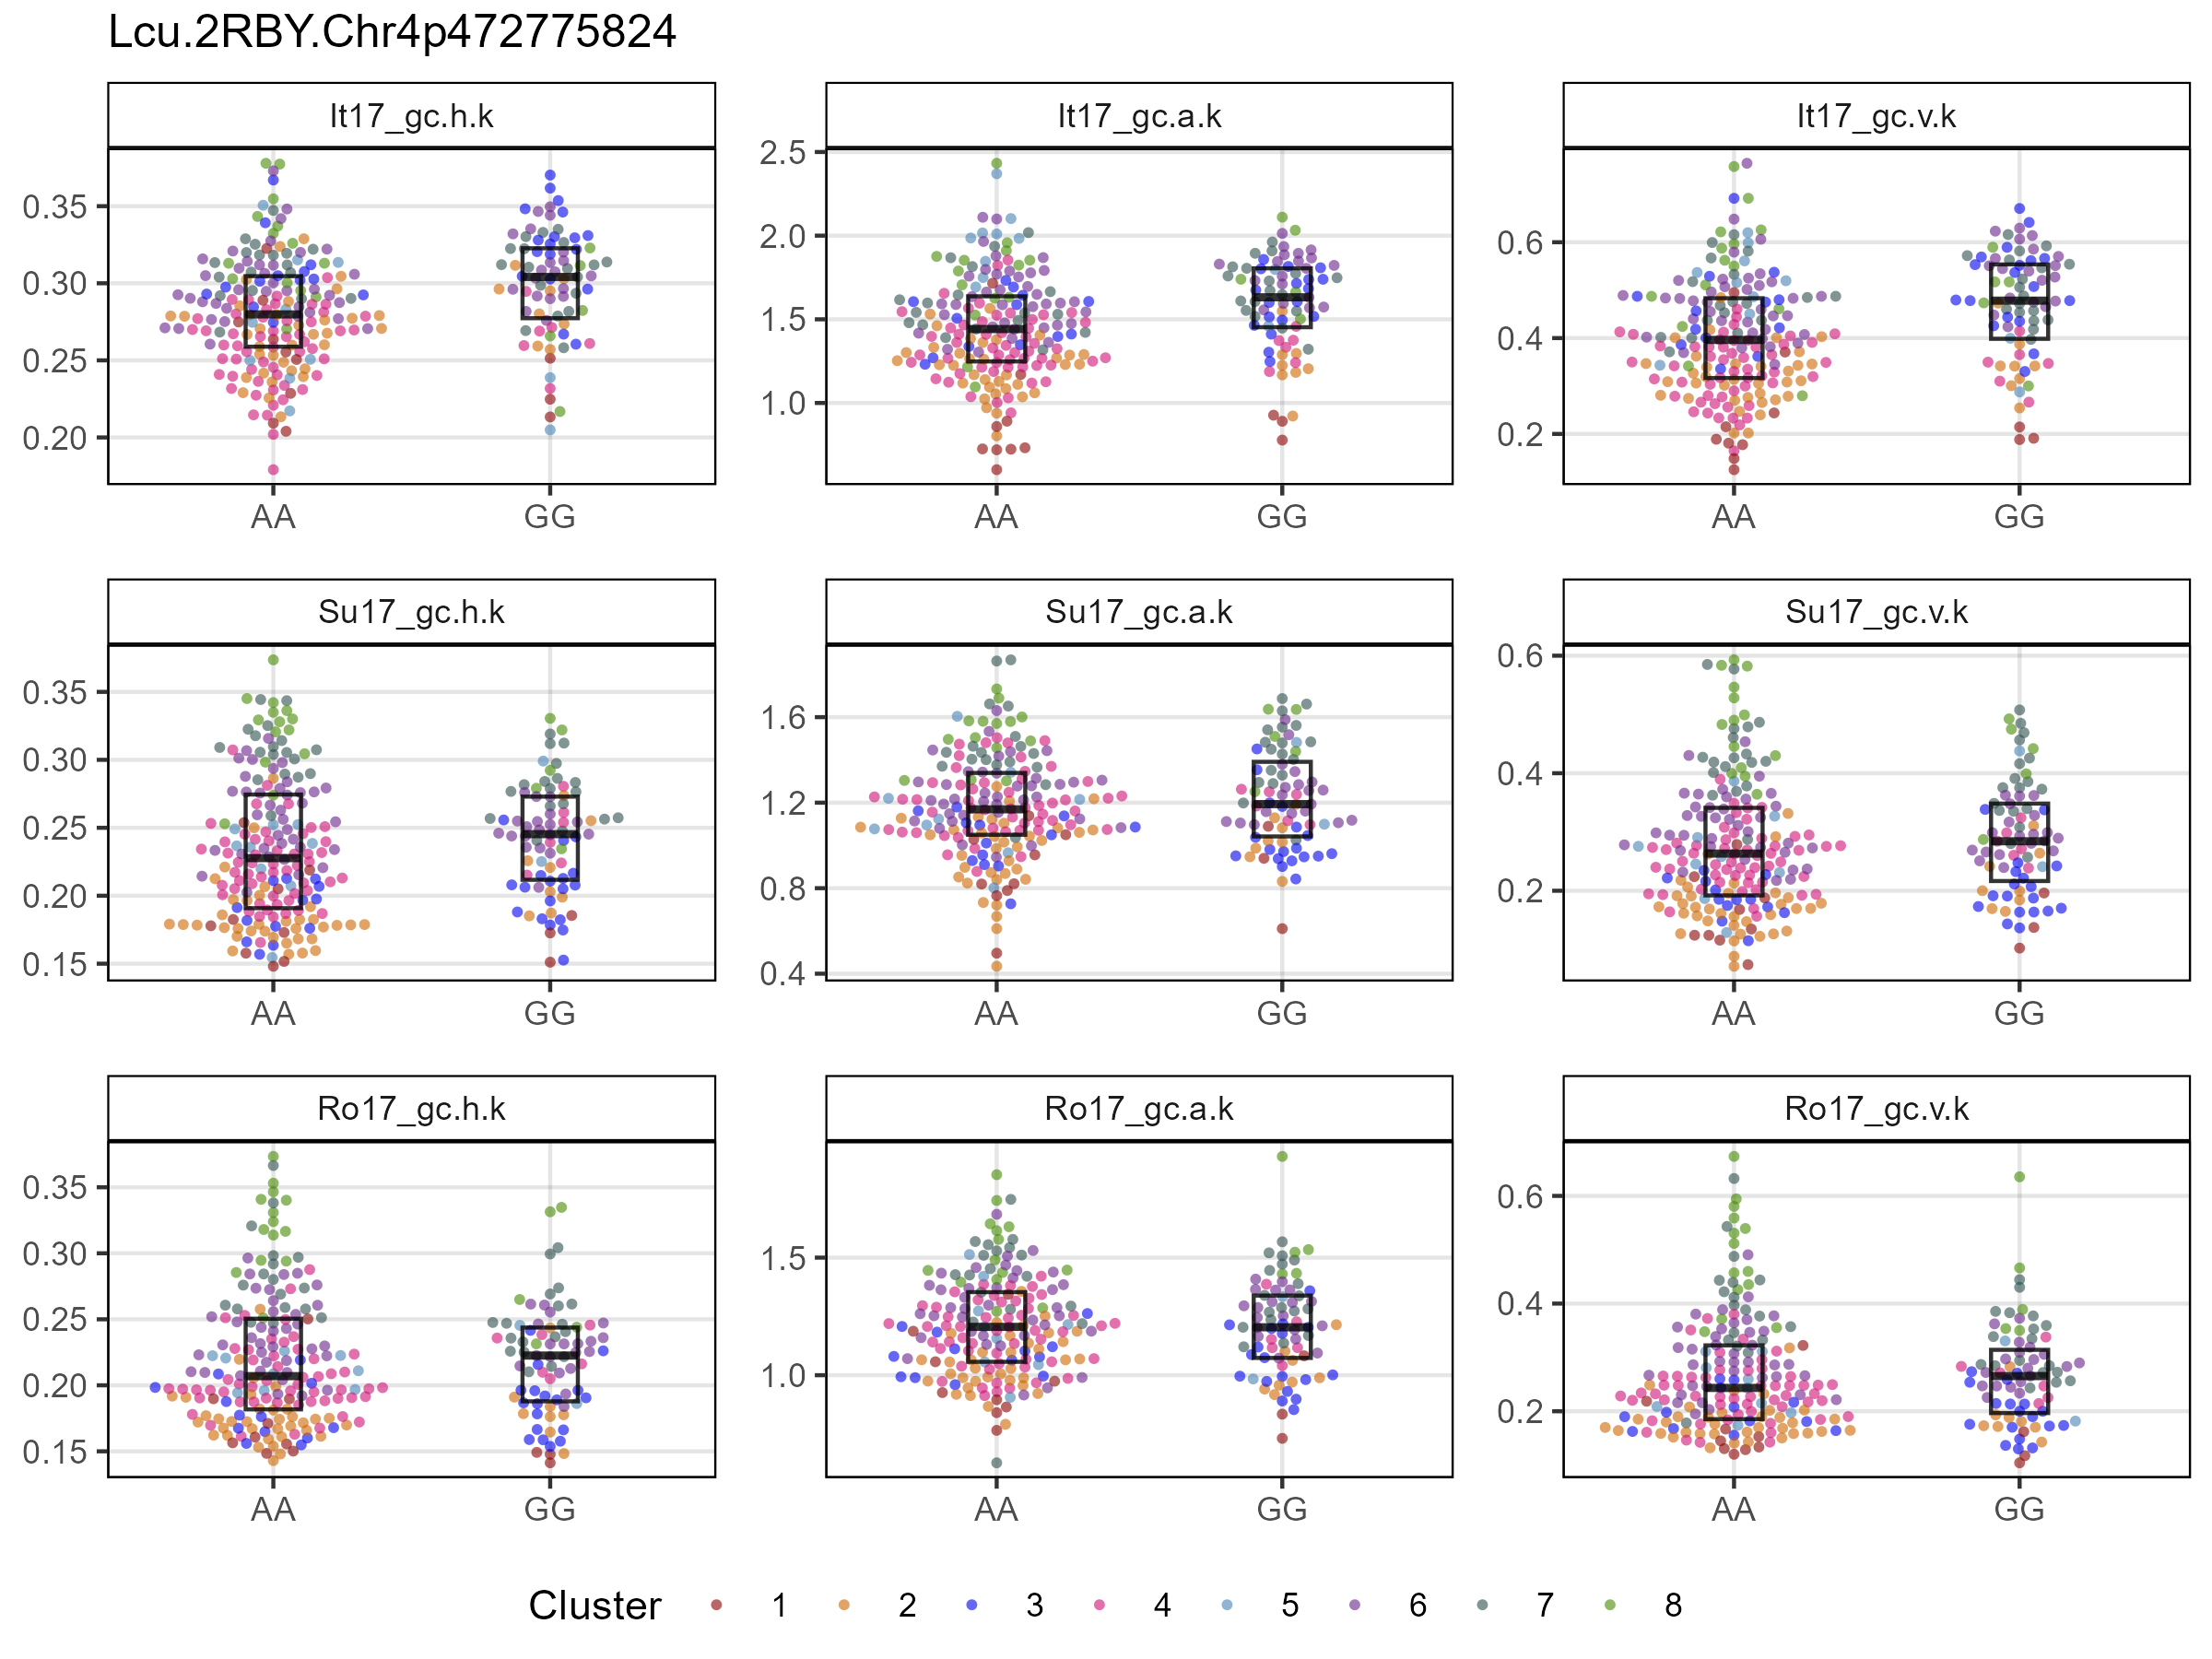 Lcu.2RBY.Chr4p472775824
It17_gc.h.k
It17_gc.a.k
It17_gc.v.k
0.35
0.30
0.25
0.20
AA
GG
2.5
2.0
1.5
1.0
AA
GG
0.6
0.4
0.2
AA
GG
Su17_gc.h.k
Su17_gc.a.k
Su17_gc.v.k
0.35
0.30
0.25
0.20
0.15
AA
GG
1.6
1.2
0.8
0.4
AA
GG
0.6
0.4
0.2
AA
GG
Ro17_gc.h.k
Ro17_gc.a.k
Ro17_gc.v.k
0.35
0.30
0.25
0.20
0.15
AA
GG
1.5
1.0
AA
GG
0.6
0.4
0.2
AA
GG
Cluster 1 2 3 4 5 6 7 8